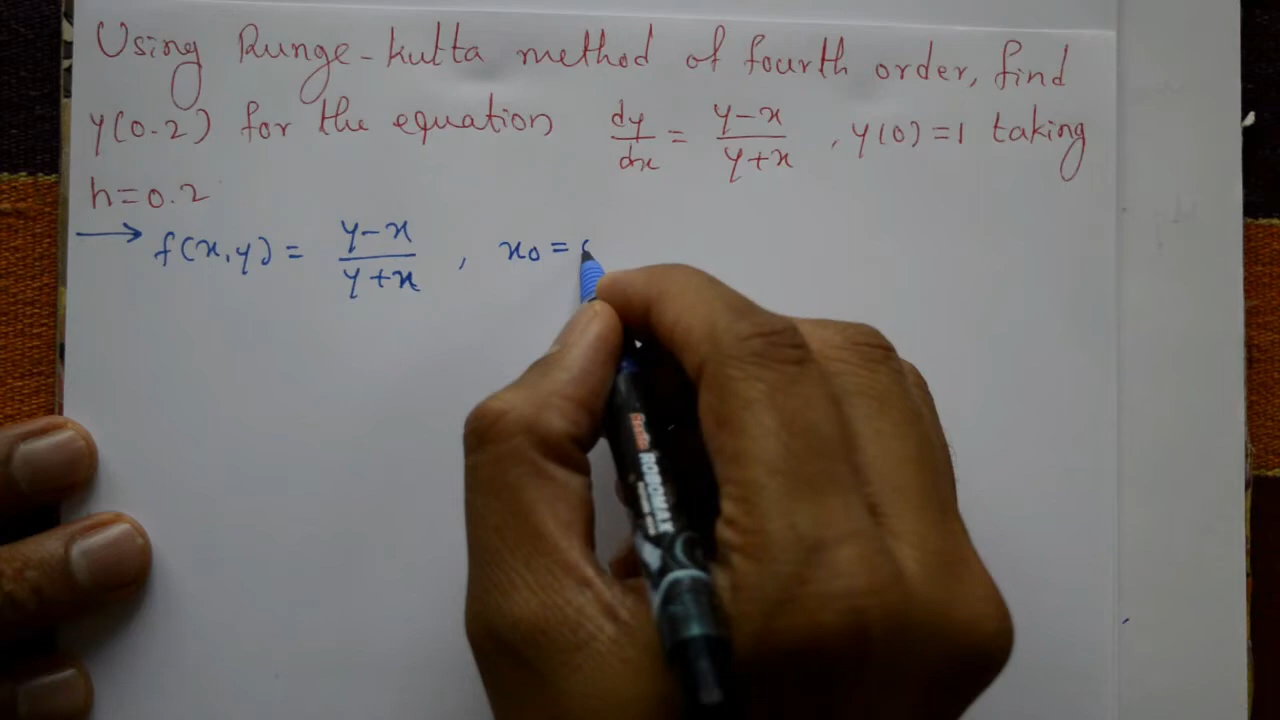 Using Runge-Kutta method of fourth order, find
y(0.2) for the equation dy/dx = y-x/y+x , y(0)=1 taking
h=0.2
→ f(x,y) = y-x/y+x , x0 =
ROBOMAX